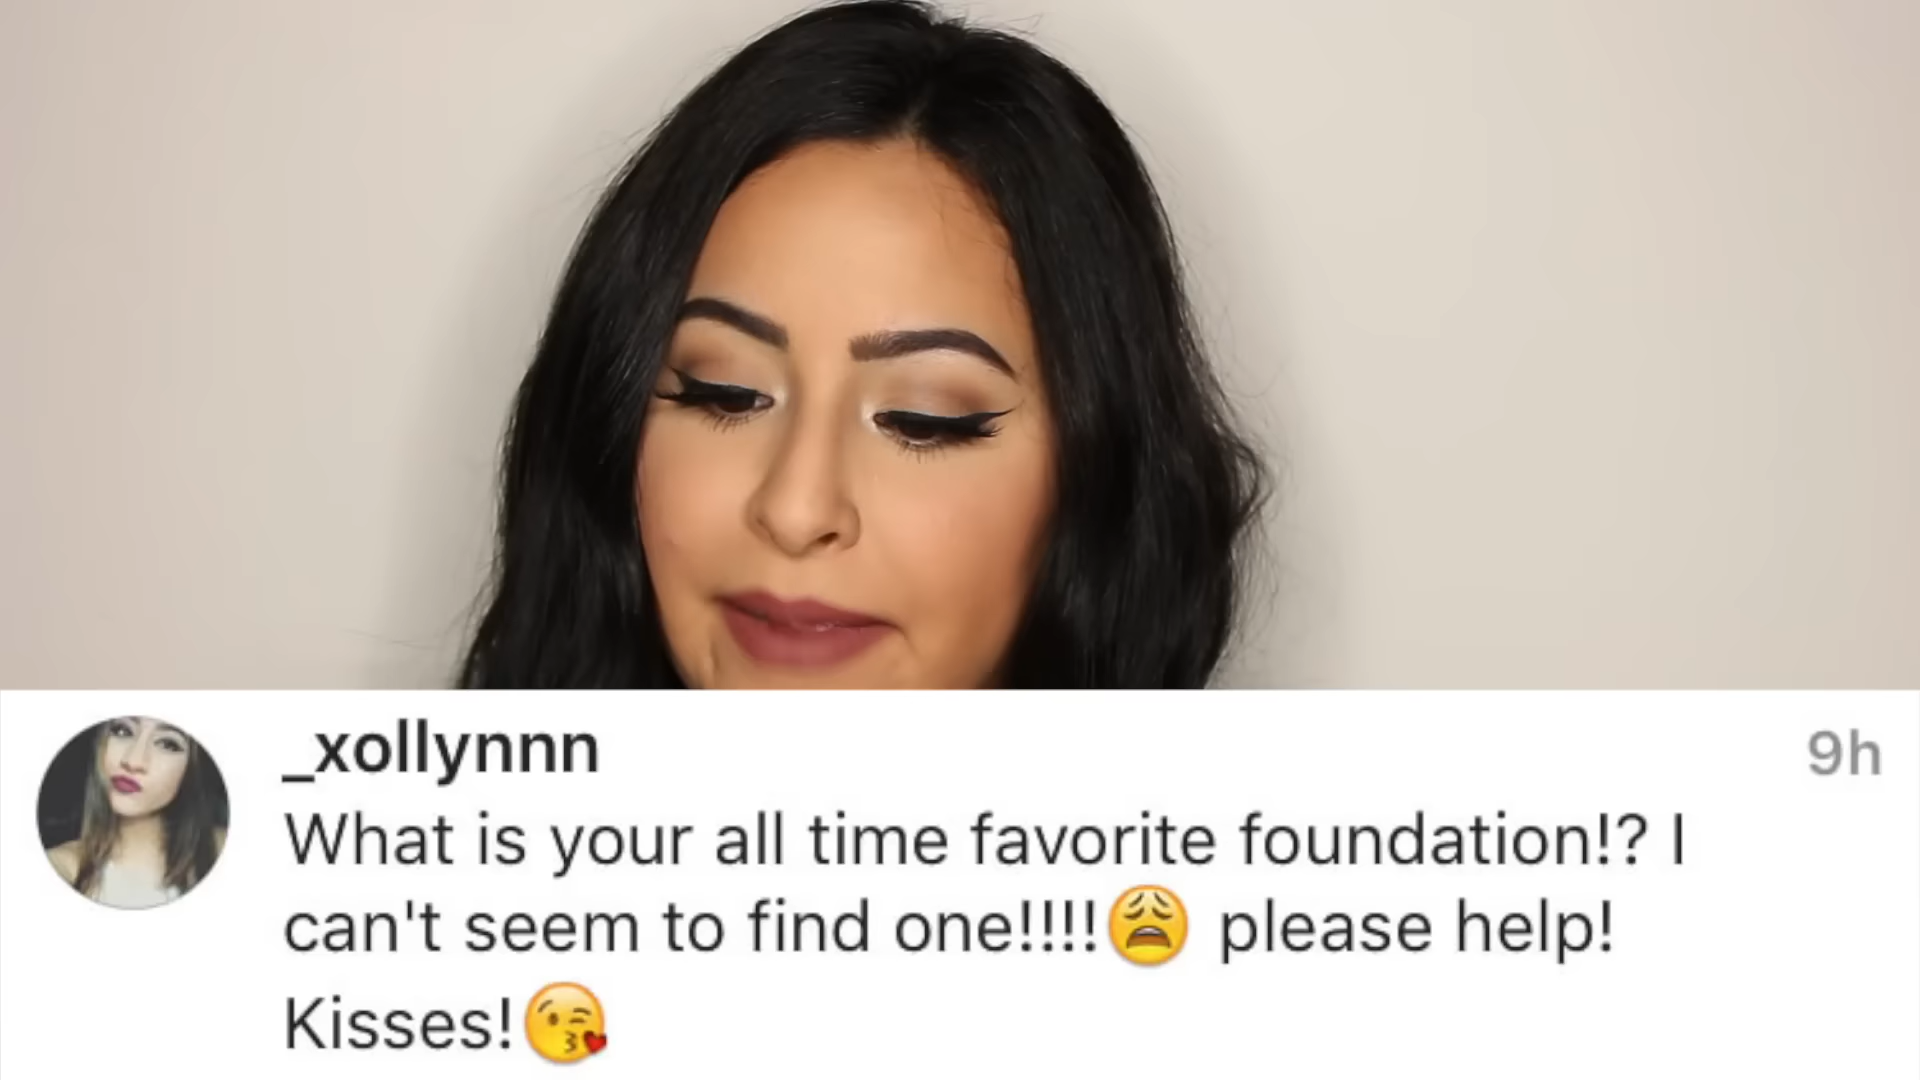 _xollynnn
9h
What is your all time favorite foundation!? I
can't seem to find one!!!!😩 please help!
Kisses!😘